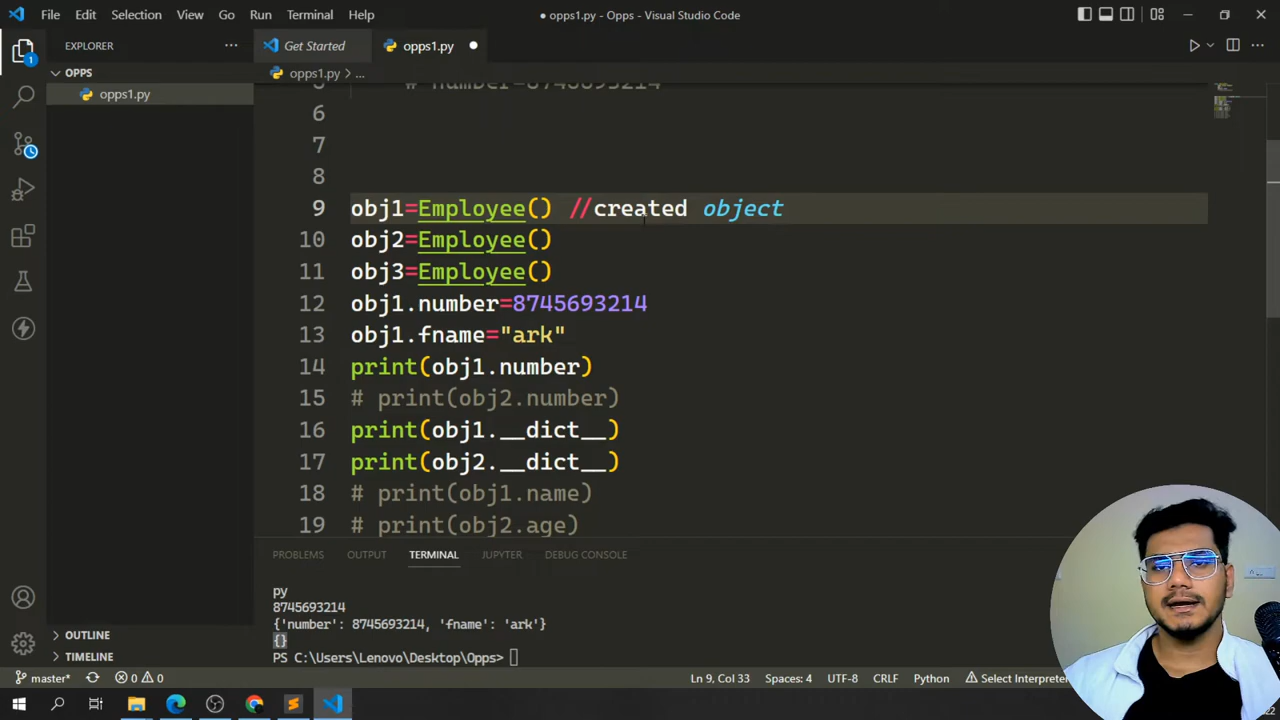 File Edit Selection View Go Run Terminal Help
● opps1.py - Opps - Visual Studio Code
EXPLORER
Get Started
opps1.py
OPPS
opps1.py
opps1.py > ...
# number=8745693214
6
7
8
9 obj1=Employee() //created object
10 obj2=Employee()
11 obj3=Employee()
12 obj1.number=8745693214
13 obj1.fname="ark"
14 print(obj1.number)
15 # print(obj2.number)
16 print(obj1.__dict__)
17 print(obj2.__dict__)
18 # print(obj1.name)
19 # print(obj2.age)
PROBLEMS OUTPUT TERMINAL JUPYTER DEBUG CONSOLE
py
8745693214
{'number': 8745693214, 'fname': 'ark'}
{}
PS C:\Users\Lenovo\Desktop\Opps>
OUTLINE
TIMELINE
1
master* 0 0 Ln 9, Col 33 Spaces: 4 UTF-8 CRLF Python Select Interpreter